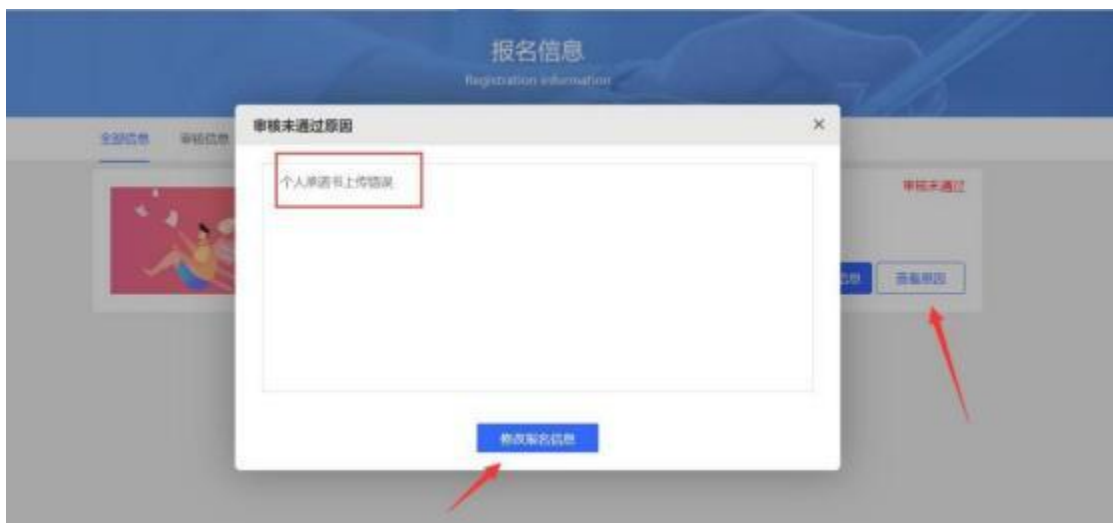 报名信息
Registration information
全部信息 审核信息
审核未通过原因
×
个人承诺书上传错误
审核未通过
信息
查看原因
修改报名信息